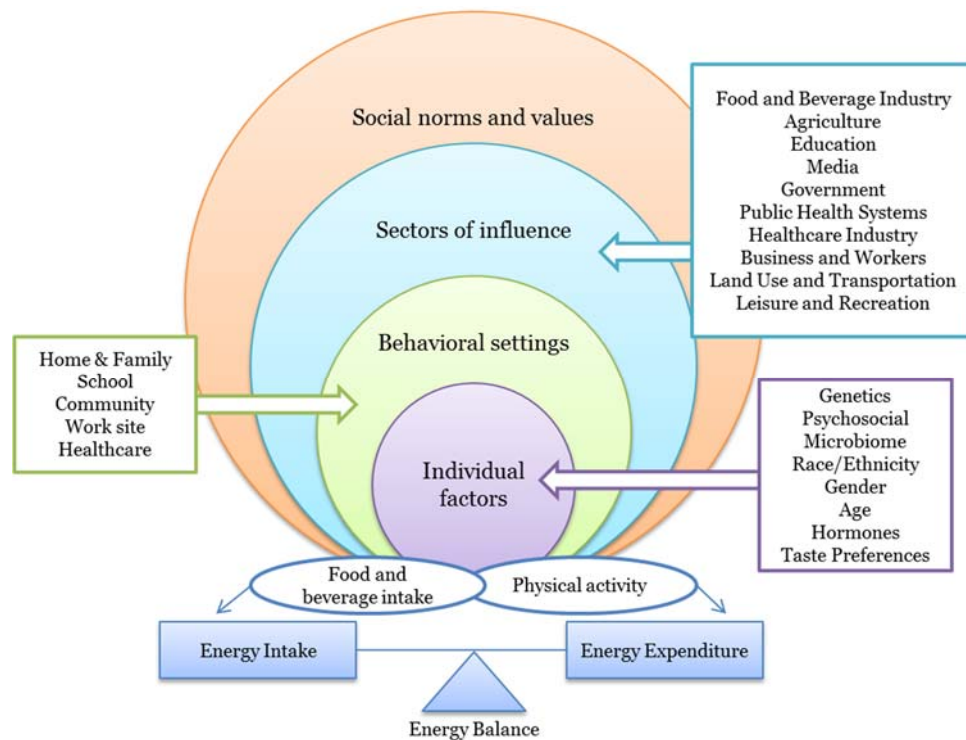 Social norms and values
Sectors of influence
Behavioral settings
Individual
factors
Food and Beverage Industry
Agriculture
Education
Media
Government
Public Health Systems
Healthcare Industry
Business and Workers
Land Use and Transportation
Leisure and Recreation
Home & Family
School
Community
Work site
Healthcare
Genetics
Psychosocial
Microbiome
Race/Ethnicity
Gender
Age
Hormones
Taste Preferences
Food and
beverage intake
Physical activity
Energy Intake
Energy Expenditure
Energy Balance